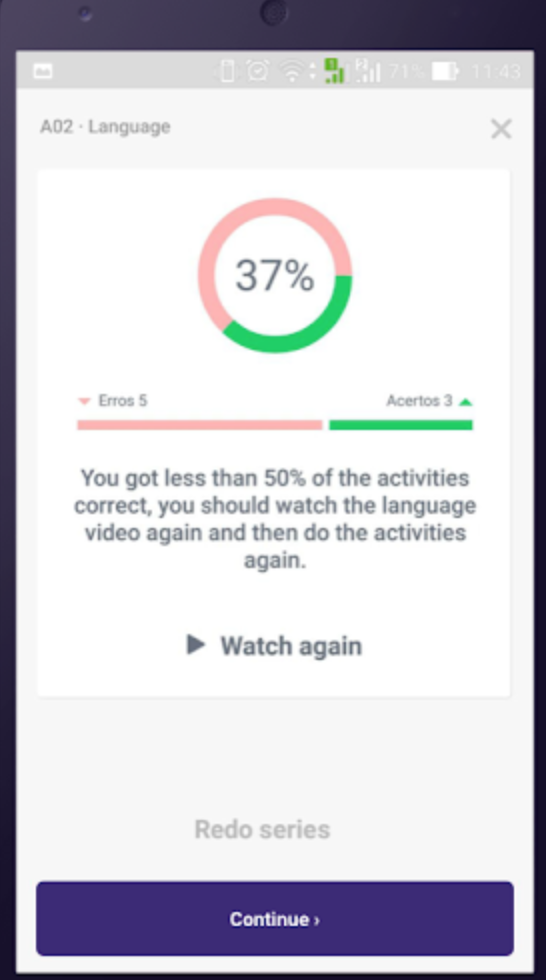 71% 11:43
A02 · Language
37%
Erros 5 Acertos 3
You got less than 50% of the activities
correct, you should watch the language
video again and then do the activities
again.
Watch again
Redo series
Continue ›